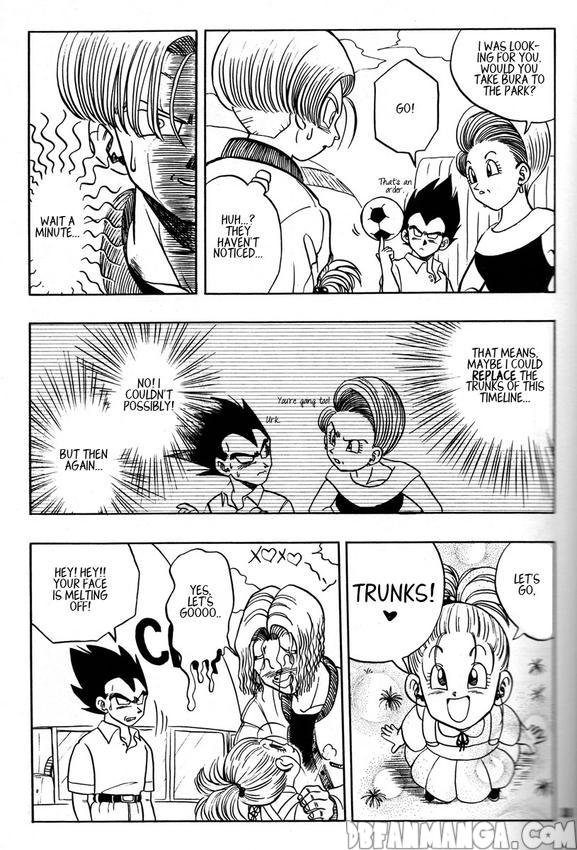 I WAS LOOK-
ING FOR YOU.
WOULD YOU
TAKE BURA TO
THE PARK?
GO!
That's an
order.
HUH...?
THEY
HAVEN'T
NOTICED...
WAIT A
MINUTE...
THAT MEANS,
MAYBE I COULD
REPLACE THE
TRUNKS OF THIS
TIMELINE...
You're going too!
Urk.
NO! I
COULDN'T
POSSIBLY!
BUT THEN
AGAIN...
LET'S
GO,
TRUNKS!
♥
X♡X♡
YES,
LET'S
GOOOO..
HEY! HEY!!
YOUR FACE
IS MELTING
OFF!
C
DBFANMANGA.COM